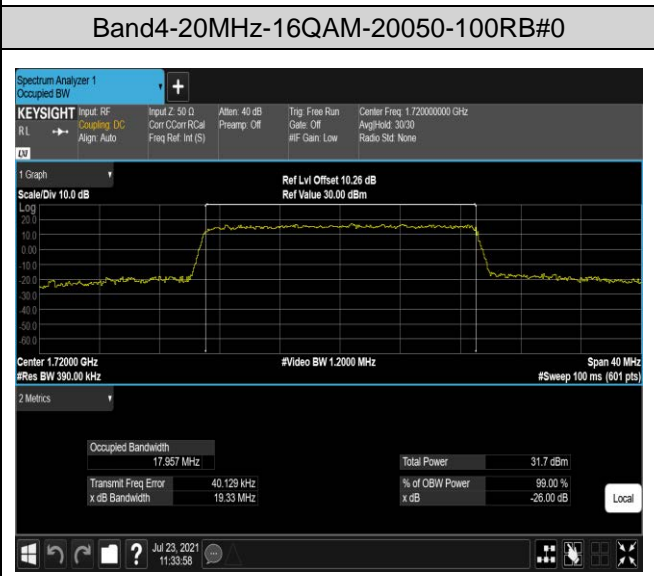 Band4-20MHz-16QAM-20050-100RB#0
Spectrum Analyzer 1
Occupied BW
+
KEYSIGHT Input: RF Input Z: 50 Ω Atten: 40 dB Trig: Free Run Center Freq: 1.720000000 GHz
RL Coupling: DC Corr CCorr RCal Preamp: Off Gate: Off Avg|Hold: 30/30
Align: Auto Freq Ref: Int (S) #IF Gain: Low Radio Std: None
LXI
1 Graph
Ref Lvl Offset 10.26 dB
Scale/Div 10.0 dB Ref Value 30.00 dBm
Log
20.0
10.0
0.00
-10.0
-20.0
-30.0
-40.0
-50.0
-60.0
Center 1.72000 GHz #Video BW 1.2000 MHz Span 40 MHz
#Res BW 390.00 kHz #Sweep 100 ms (601 pts)
2 Metrics
Occupied Bandwidth
17.957 MHz Total Power 31.7 dBm
Transmit Freq Error 40.129 kHz % of OBW Power 99.00 %
x dB Bandwidth 19.33 MHz x dB -26.00 dB
Local
? Jul 23, 2021
11:33:58